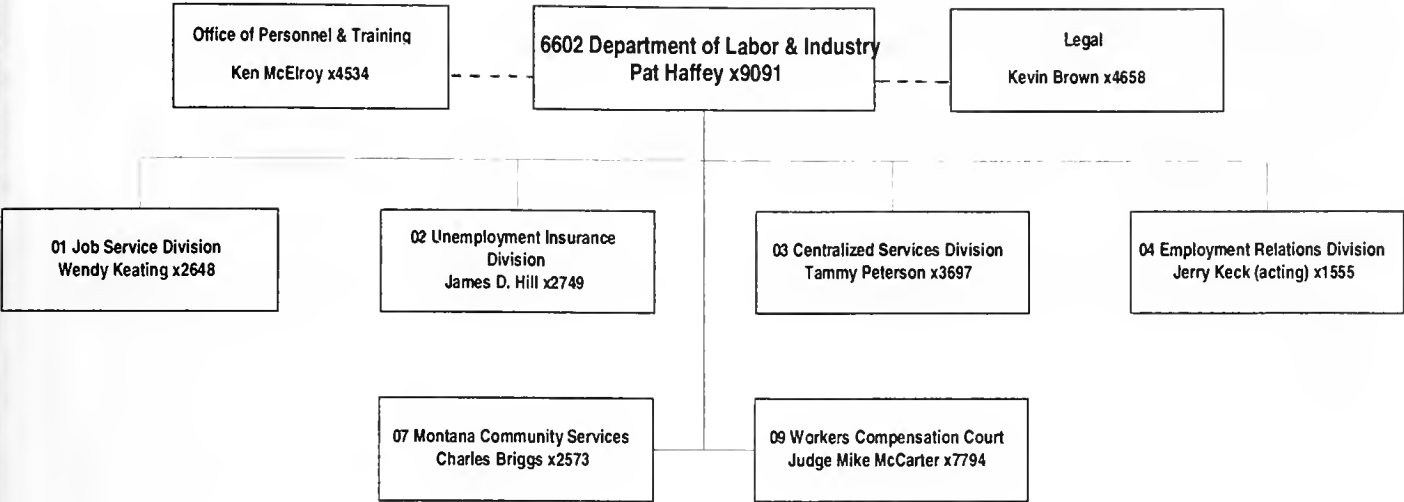 Office of Personnel & Training
Ken McElroy x4534
6602 Department of Labor & Industry
Pat Haffey x9091
Legal
Kevin Brown x4658
01 Job Service Division
Wendy Keating x2648
02 Unemployment Insurance
Division
James D. Hill x2749
03 Centralized Services Division
Tammy Peterson x3697
04 Employment Relations Division
Jerry Keck (acting) x1555
07 Montana Community Services
Charles Briggs x2573
09 Workers Compensation Court
Judge Mike McCarter x7794